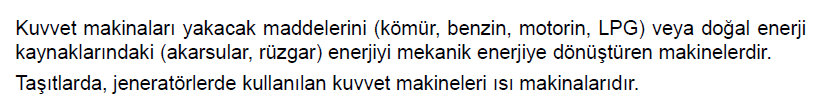 Kuvvet makinaları yakacak maddelerini (kömür, benzin, motorin, LPG) veya doğal enerji
kaynaklarındaki (akarsular, rüzgar) enerjiyi mekanik enerjiye dönüştüren makinelerdir.
Taşıtlarda, jeneratörlerde kullanılan kuvvet makineleri ısı makinalarıdır.